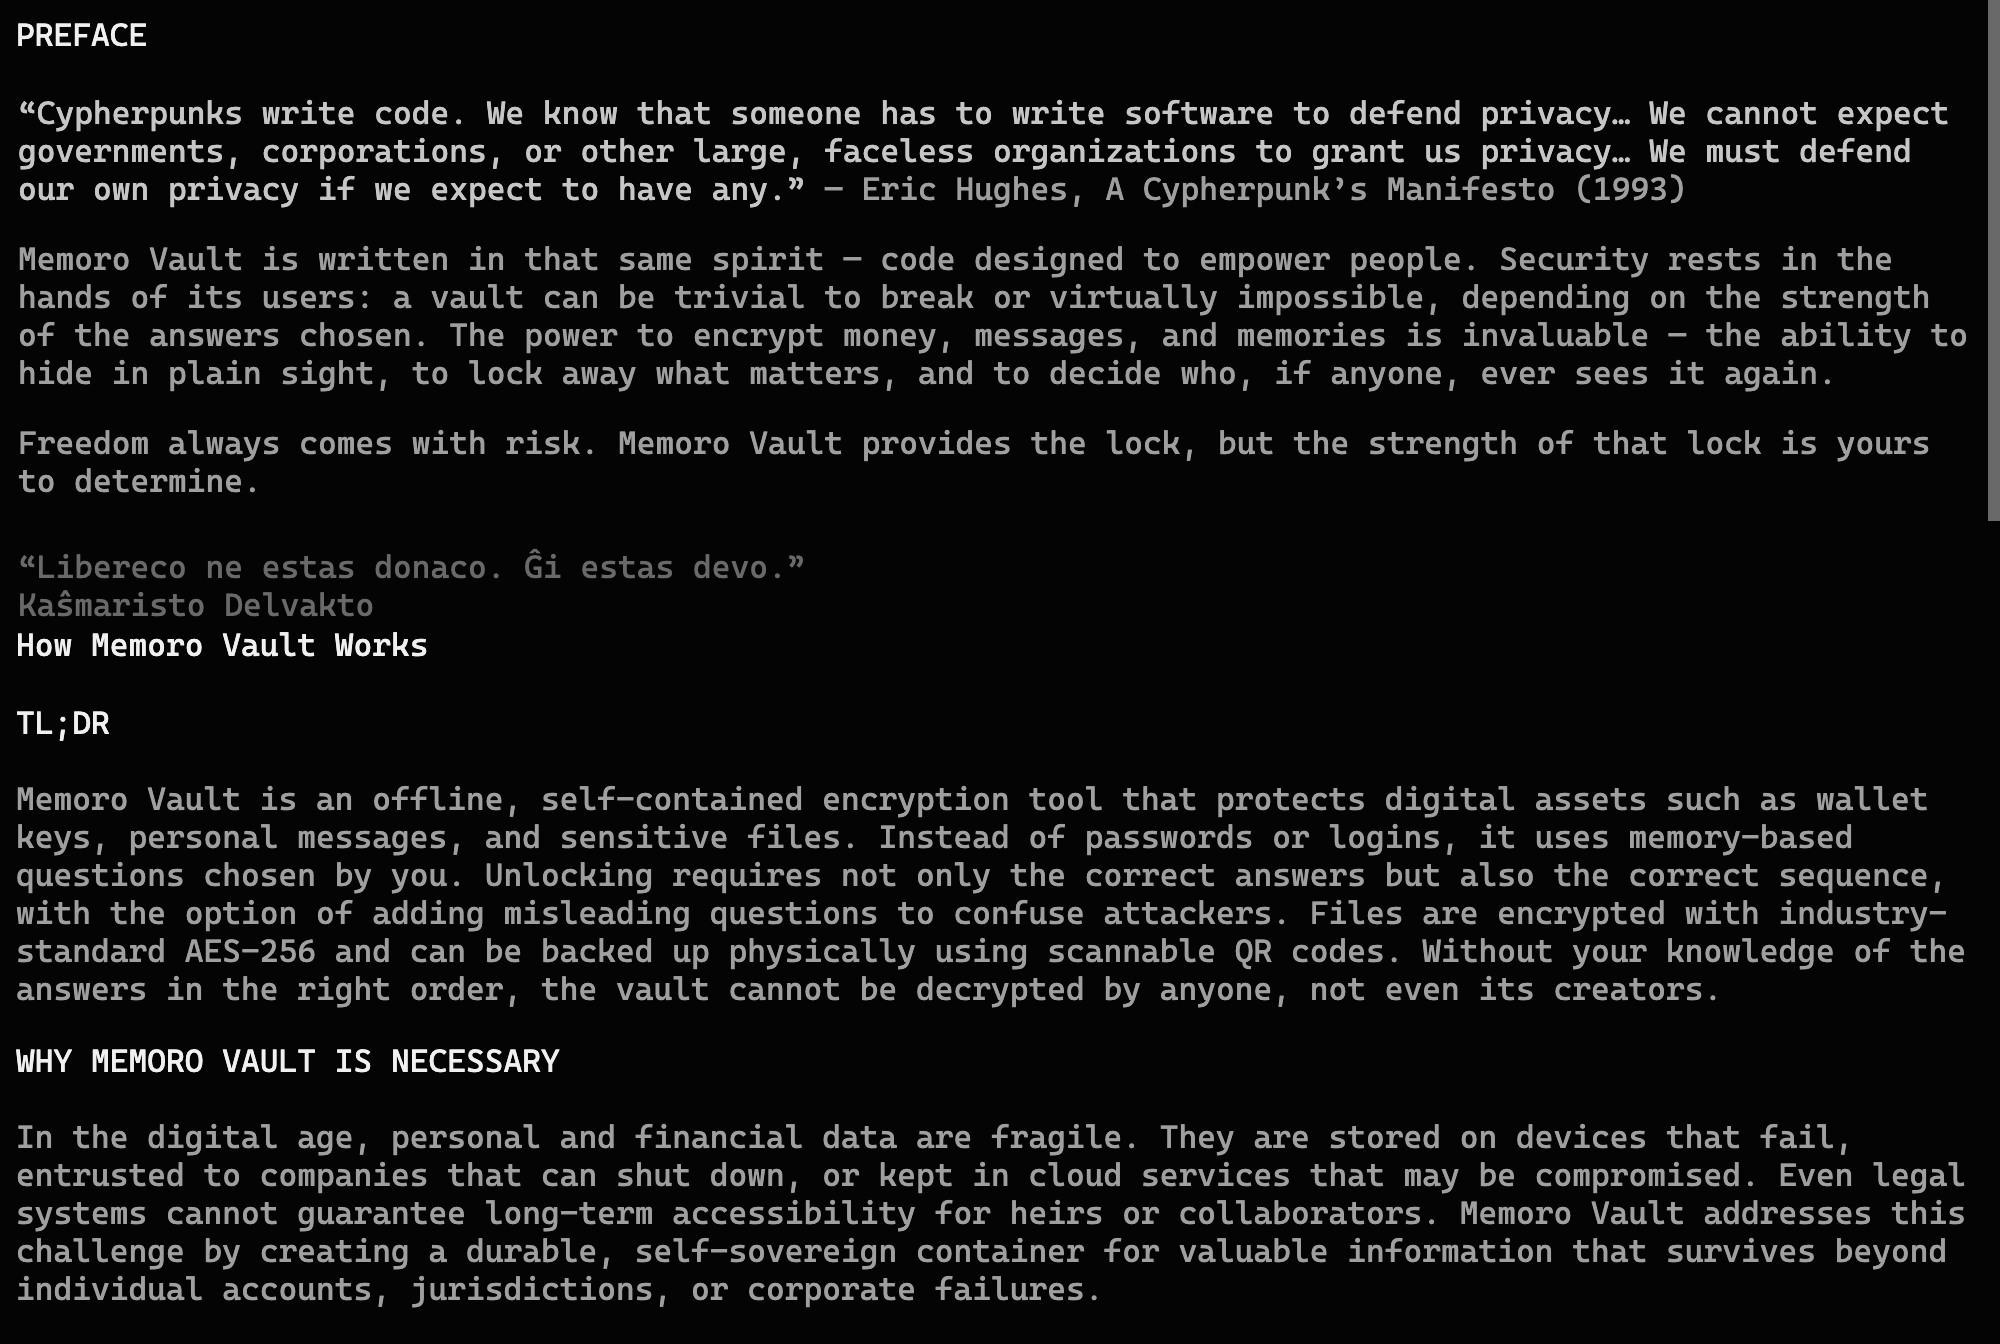 PREFACE
“Cypherpunks write code. We know that someone has to write software to defend privacy… We cannot expect
governments, corporations, or other large, faceless organizations to grant us privacy… We must defend
our own privacy if we expect to have any.” — Eric Hughes, A Cypherpunk’s Manifesto (1993)
Memoro Vault is written in that same spirit — code designed to empower people. Security rests in the
hands of its users: a vault can be trivial to break or virtually impossible, depending on the strength
of the answers chosen. The power to encrypt money, messages, and memories is invaluable — the ability to
hide in plain sight, to lock away what matters, and to decide who, if anyone, ever sees it again.
Freedom always comes with risk. Memoro Vault provides the lock, but the strength of that lock is yours
to determine.
“Libereco ne estas donaco. Ĝi estas devo.”
Kaŝmaristo Delvakto
How Memoro Vault Works
TL;DR
Memoro Vault is an offline, self-contained encryption tool that protects digital assets such as wallet
keys, personal messages, and sensitive files. Instead of passwords or logins, it uses memory-based
questions chosen by you. Unlocking requires not only the correct answers but also the correct sequence,
with the option of adding misleading questions to confuse attackers. Files are encrypted with industry-
standard AES-256 and can be backed up physically using scannable QR codes. Without your knowledge of the
answers in the right order, the vault cannot be decrypted by anyone, not even its creators.
WHY MEMORO VAULT IS NECESSARY
In the digital age, personal and financial data are fragile. They are stored on devices that fail,
entrusted to companies that can shut down, or kept in cloud services that may be compromised. Even legal
systems cannot guarantee long-term accessibility for heirs or collaborators. Memoro Vault addresses this
challenge by creating a durable, self-sovereign container for valuable information that survives beyond
individual accounts, jurisdictions, or corporate failures.